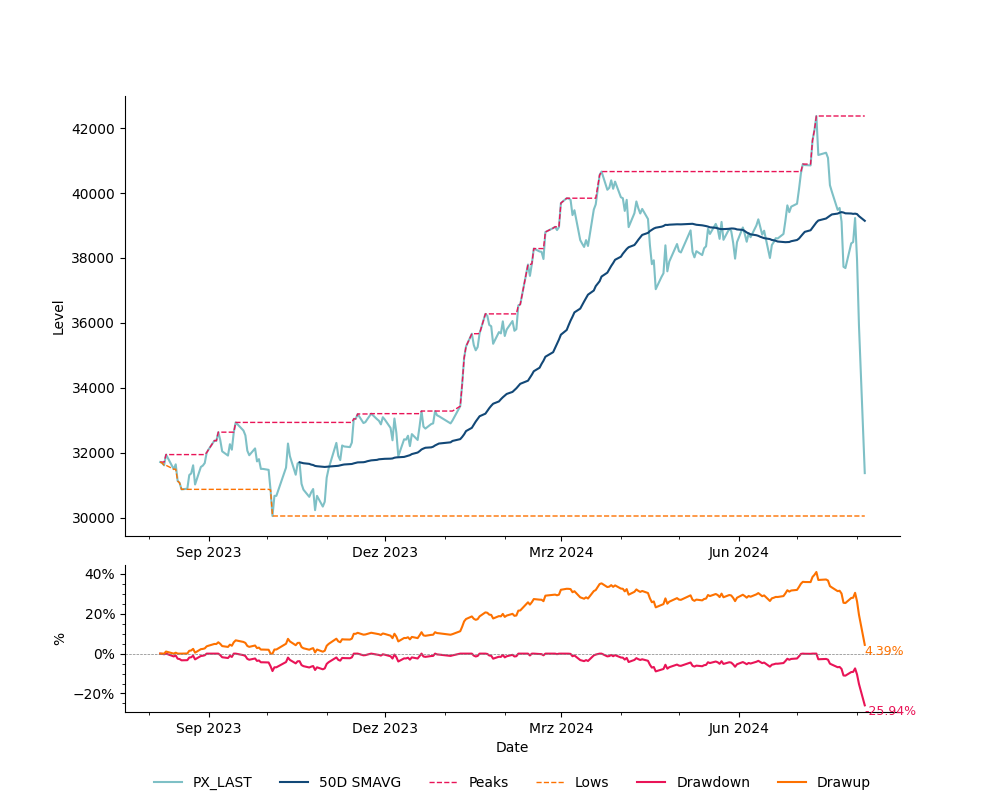 42000
40000
38000
36000
34000
32000
30000
Level
Sep 2023 Dez 2023 Mrz 2024 Jun 2024
40%
20%
0%
−20%
%
4.39%
-25.94%
Sep 2023 Dez 2023 Mrz 2024 Jun 2024
Date
PX_LAST 50D SMAVG Peaks Lows Drawdown Drawup